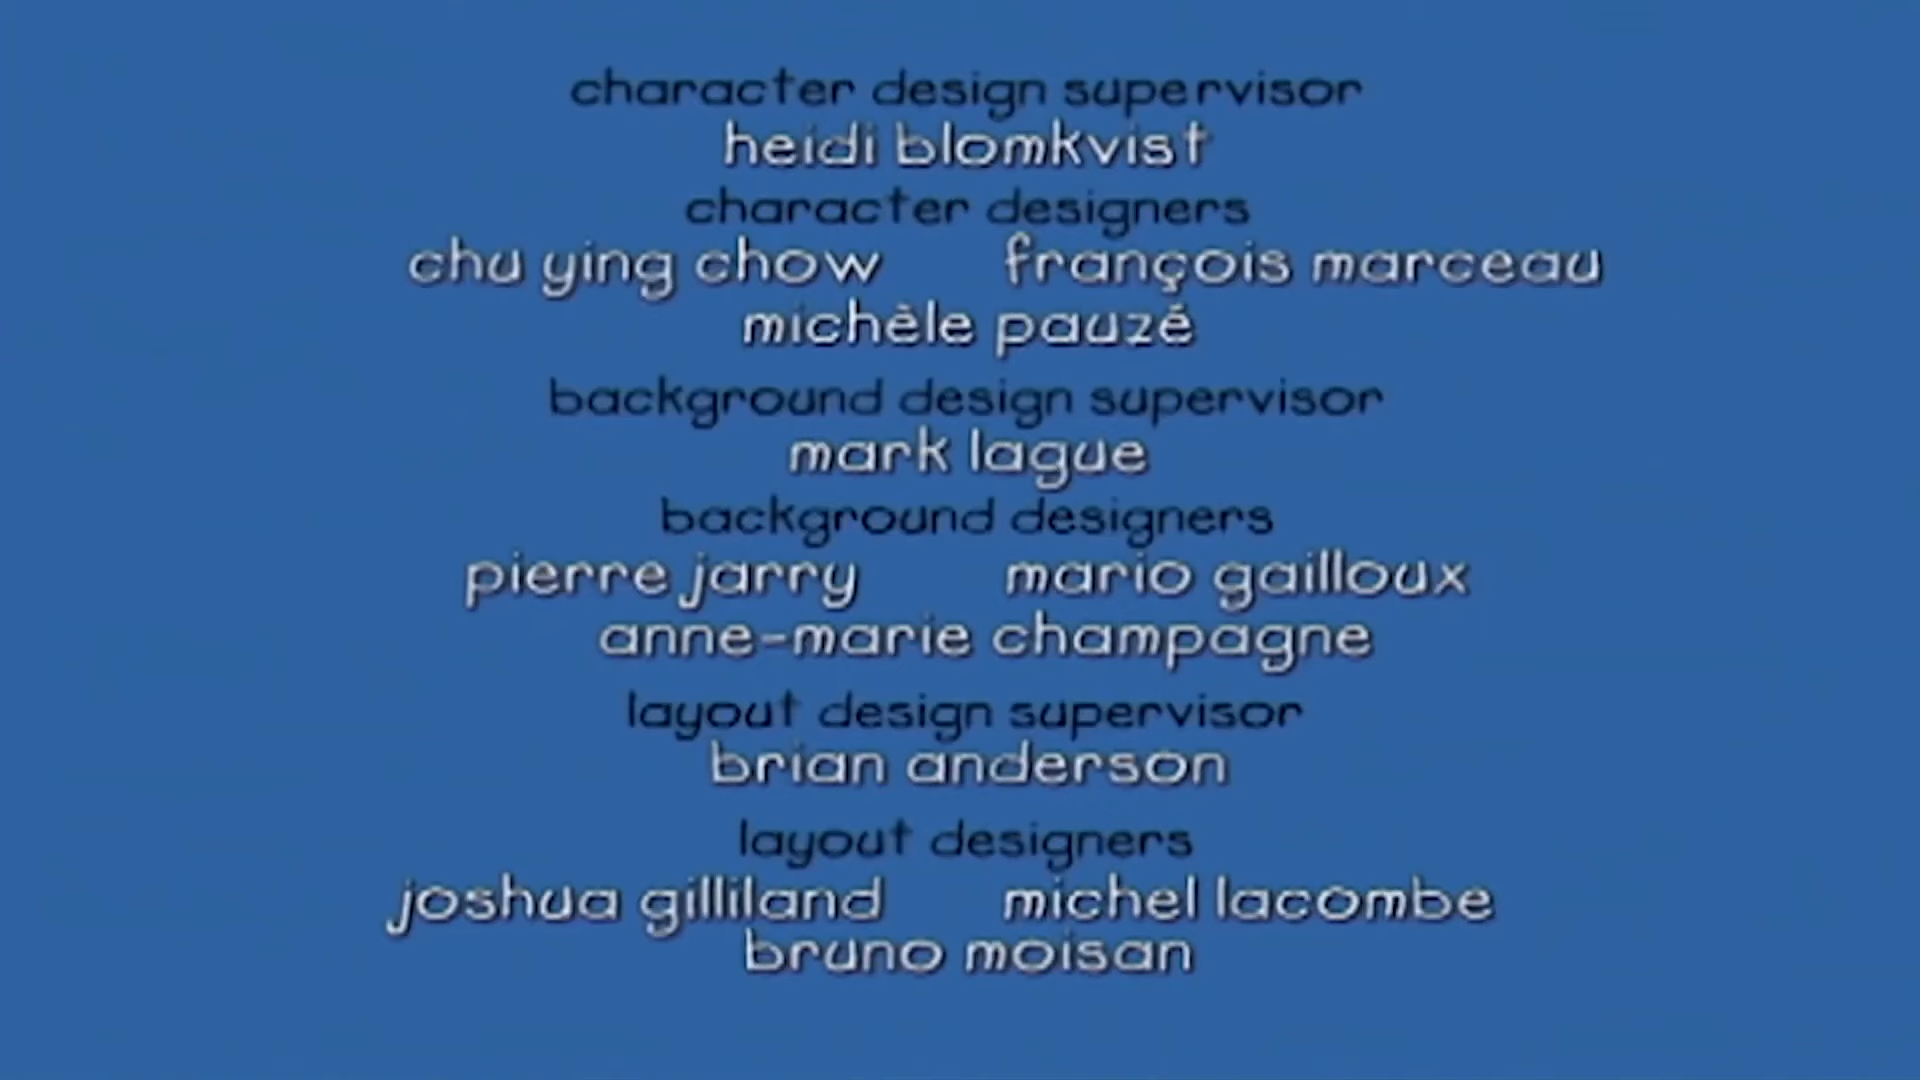 character design supervisor
heidi blomkvist
character designers
chu ying chow françois marceau
michèle pauzé
background design supervisor
mark lague
background designers
pierre jarry mario gailloux
anne-marie champagne
layout design supervisor
brian anderson
layout designers
joshua gilliland michel lacombe
bruno moisan